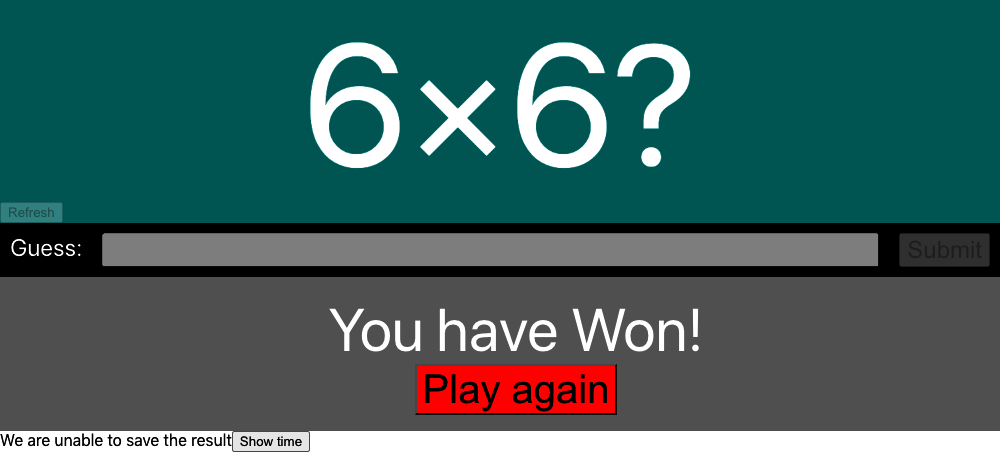 6×6?
Refresh
Guess: Submit
You have Won!
Play again
We are unable to save the result Show time